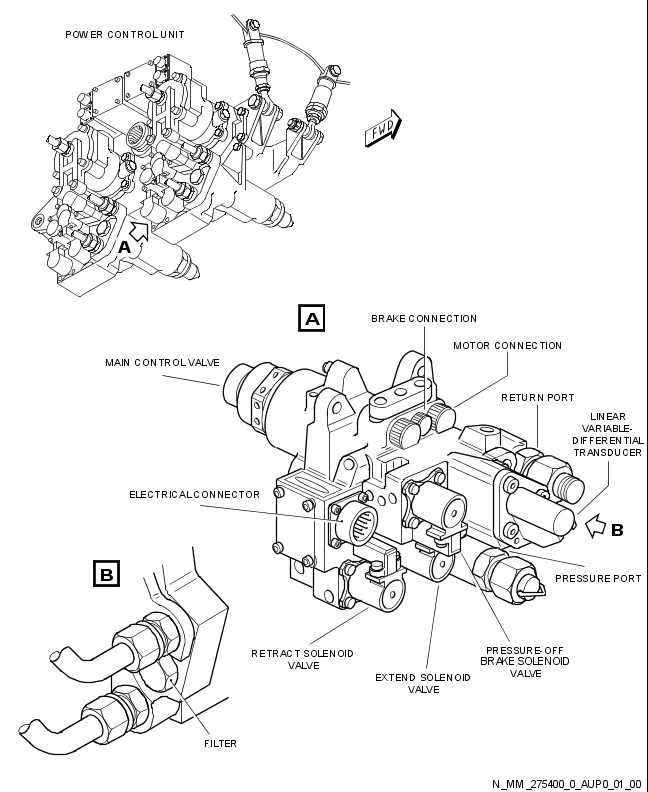 POWER CONTROL UNIT
FWD
A
A
BRAKE CONNECTION
MOTOR CONNECTION
MAIN CONTROL VALVE
RETURN PORT
LINEAR
VARIABLE-
DIFFERENTIAL
TRANSDUCER
ELECTRICAL CONNECTOR
B
B
PRESSURE PORT
RETRACT SOLENOID
VALVE
EXTEND SOLENOID
VALVE
PRESSURE-OFF
BRAKE SOLENOID
VALVE
FILTER
N_MM_275400_0_AUP0_01_00